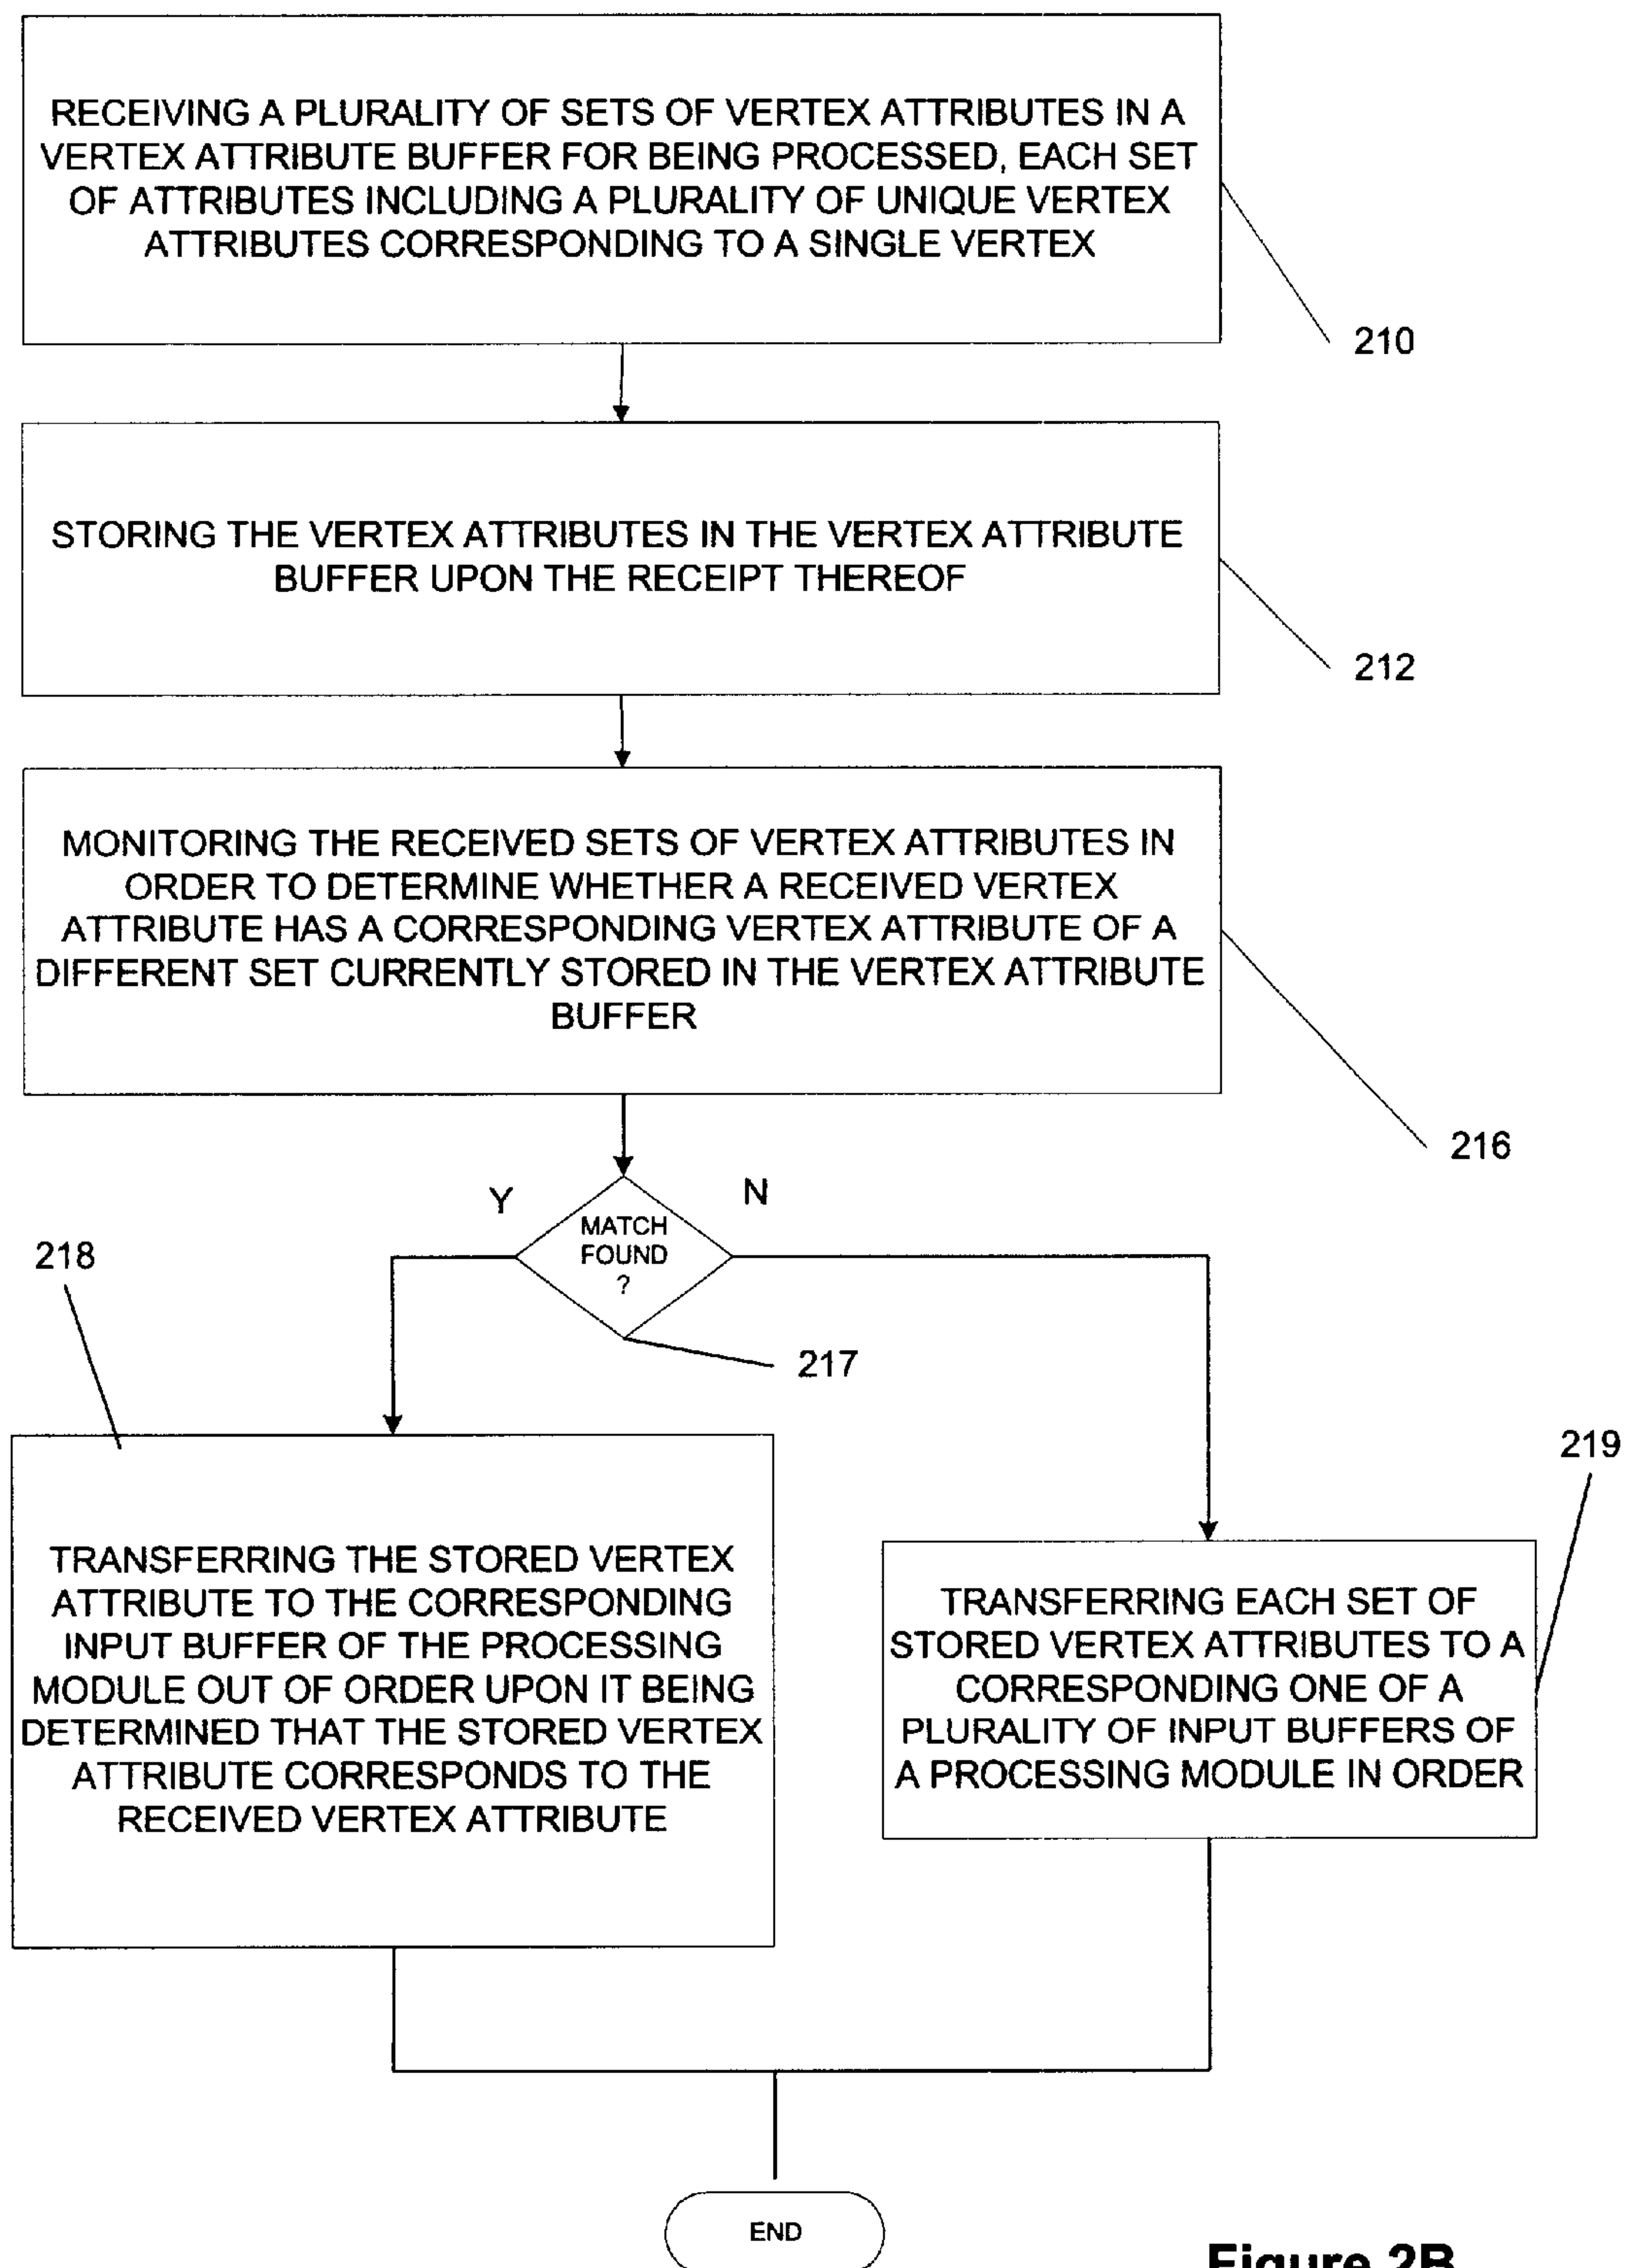 RECEIVING A PLURALITY OF SETS OF VERTEX ATTRIBUTES IN A
VERTEX ATTRIBUTE BUFFER FOR BEING PROCESSED, EACH SET
OF ATTRIBUTES INCLUDING A PLURALITY OF UNIQUE VERTEX
ATTRIBUTES CORRESPONDING TO A SINGLE VERTEX
210
STORING THE VERTEX ATTRIBUTES IN THE VERTEX ATTRIBUTE
BUFFER UPON THE RECEIPT THEREOF
212
MONITORING THE RECEIVED SETS OF VERTEX ATTRIBUTES IN
ORDER TO DETERMINE WHETHER A RECEIVED VERTEX
ATTRIBUTE HAS A CORRESPONDING VERTEX ATTRIBUTE OF A
DIFFERENT SET CURRENTLY STORED IN THE VERTEX ATTRIBUTE
BUFFER
216
Y
N
MATCH
FOUND
?
217
218
TRANSFERRING THE STORED VERTEX
ATTRIBUTE TO THE CORRESPONDING
INPUT BUFFER OF THE PROCESSING
MODULE OUT OF ORDER UPON IT BEING
DETERMINED THAT THE STORED VERTEX
ATTRIBUTE CORRESPONDS TO THE
RECEIVED VERTEX ATTRIBUTE
219
TRANSFERRING EACH SET OF
STORED VERTEX ATTRIBUTES TO A
CORRESPONDING ONE OF A
PLURALITY OF INPUT BUFFERS OF
A PROCESSING MODULE IN ORDER
END
Figure 2B